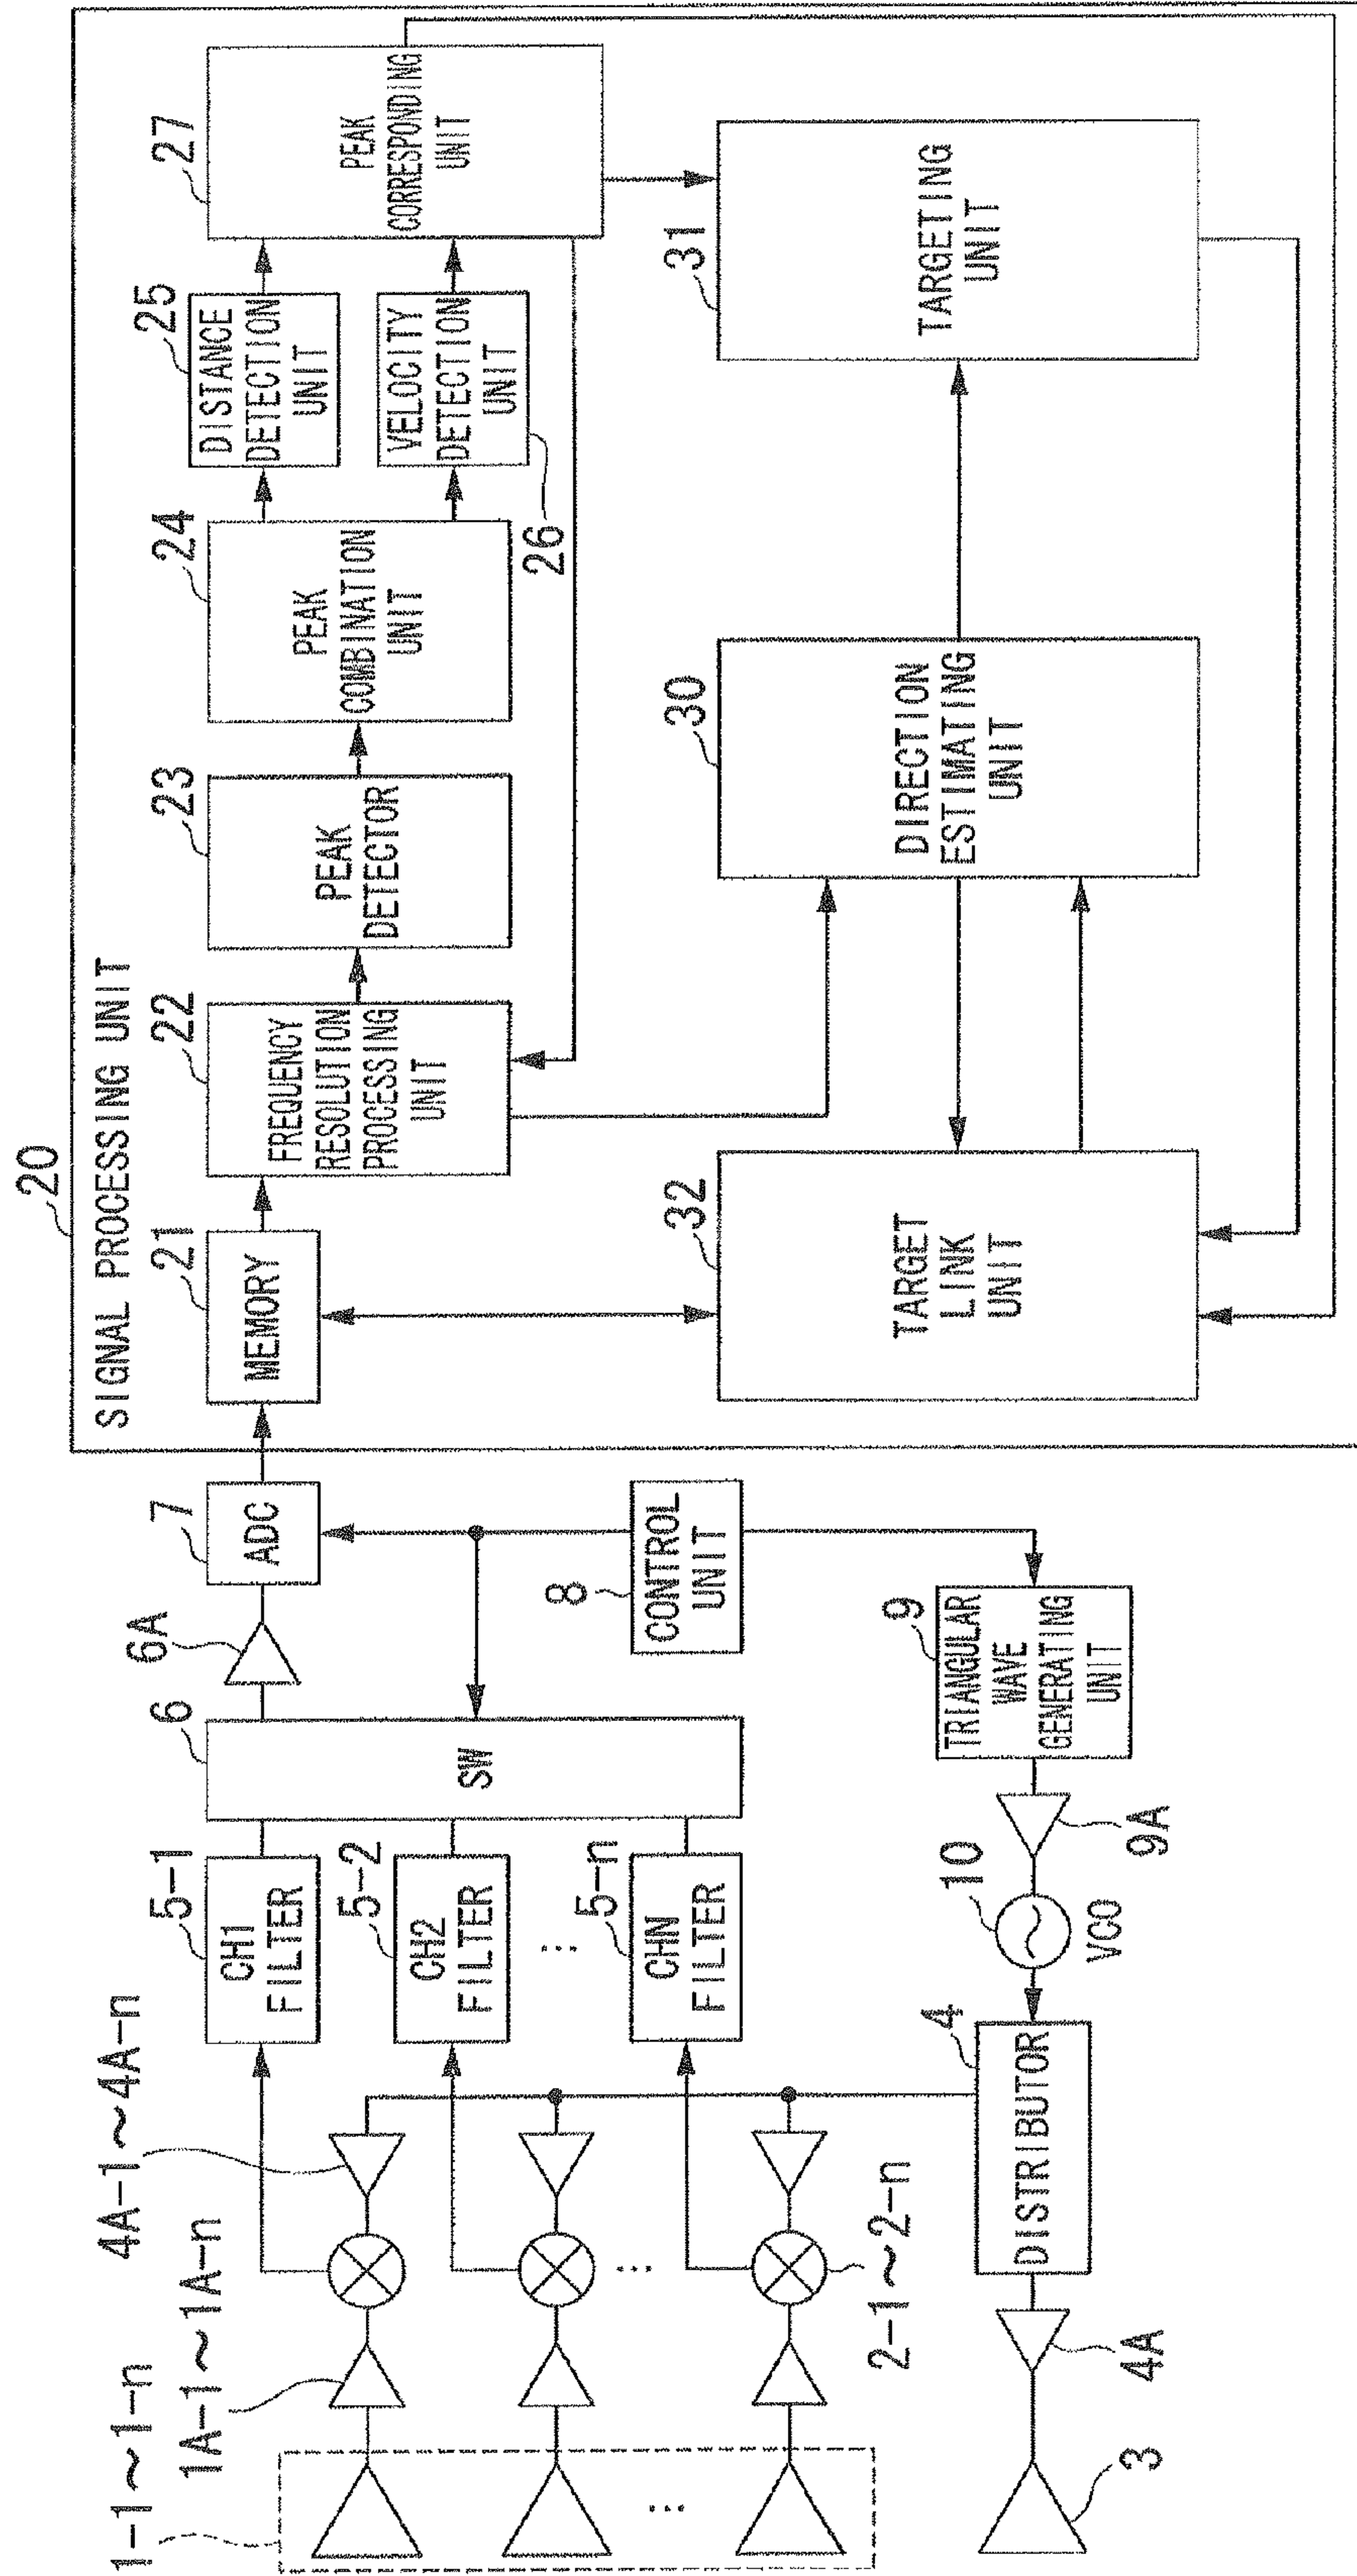 20
SIGNAL PROCESSING UNIT
1-1~1-n
1A-1~1A-n
4A-1~4A-n
5-1
CH1
FILTER
5-2
CH2
FILTER
⋮
5-n
CHN
FILTER
6
SW
6A
7
ADC
21
MEMORY
22
FREQUENCY
RESOLUTION
PROCESSING
UNIT
23
PEAK
DETECTOR
24
PEAK
COMBINATION
UNIT
25
DISTANCE
DETECTION
UNIT
VELOCITY
DETECTION
UNIT
26
27
PEAK
CORRESPONDING
UNIT
2-1~2-n
8
CONTROL
UNIT
32
TARGET
LINK
UNIT
30
DIRECTION
ESTIMATING
UNIT
31
TARGETING
UNIT
3
4A
4
DISTRIBUTOR
10
VCO
9A
9
TRIANGULAR
WAVE
GENERATING
UNIT